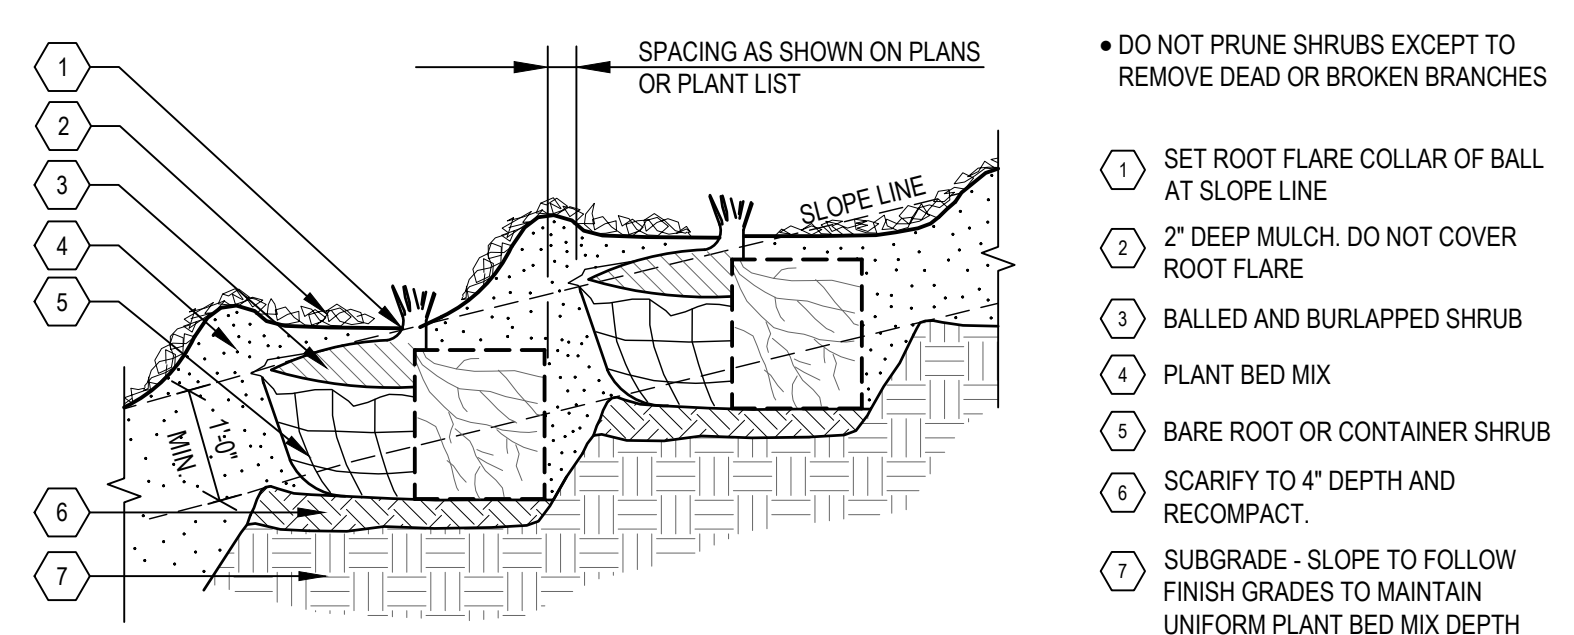 1
2
3
4
5
6
7
SPACING AS SHOWN ON PLANS
OR PLANT LIST
SLOPE LINE
1'-0"
MIN
• DO NOT PRUNE SHRUBS EXCEPT TO
REMOVE DEAD OR BROKEN BRANCHES
1 SET ROOT FLARE COLLAR OF BALL
AT SLOPE LINE
2 2" DEEP MULCH. DO NOT COVER
ROOT FLARE
3 BALLED AND BURLAPPED SHRUB
4 PLANT BED MIX
5 BARE ROOT OR CONTAINER SHRUB
6 SCARIFY TO 4" DEPTH AND
RECOMPACT.
7 SUBGRADE - SLOPE TO FOLLOW
FINISH GRADES TO MAINTAIN
UNIFORM PLANT BED MIX DEPTH